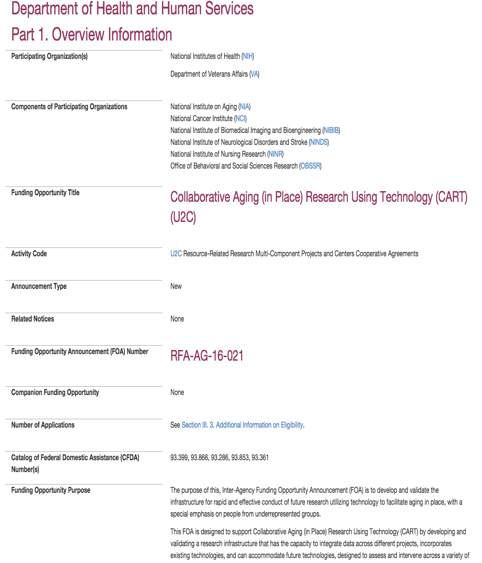 Department of Health and Human Services
Part 1. Overview Information
Participating Organization(s)
National Institutes of Health (NIH)
Department of Veterans Affairs (VA)
Components of Participating Organizations
National Institute on Aging (NIA)
National Cancer Institute (NCI)
National Institute of Biomedical Imaging and Bioengineering (NIBIB)
National Institute of Neurological Disorders and Stroke (NINDS)
National Institute of Nursing Research (NINR)
Office of Behavioral and Social Sciences Research (OBSSR)
Funding Opportunity Title
Collaborative Aging (in Place) Research Using Technology (CART)
(U2C)
Activity Code
U2C Resource-Related Research Multi-Component Projects and Centers Cooperative Agreements
Announcement Type
New
Related Notices
None
Funding Opportunity Announcement (FOA) Number
RFA-AG-16-021
Companion Funding Opportunity
None
Number of Applications
See Section III. 3. Additional Information on Eligibility.
Catalog of Federal Domestic Assistance (CFDA)
Number(s)
93.399, 93.866, 93.286, 93.853, 93.361
Funding Opportunity Purpose
The purpose of this, Inter-Agency Funding Opportunity Announcement (FOA) is to develop and validate the
infrastructure for rapid and effective conduct of future research utilizing technology to facilitate aging in place, with a
special emphasis on people from underrepresented groups.
This FOA is designed to support Collaborative Aging (in Place) Research Using Technology (CART) by developing and
validating a research infrastructure that has the capacity to integrate data across different projects, incorporates
existing technologies, and can accommodate future technologies, designed to assess and intervene across a variety of